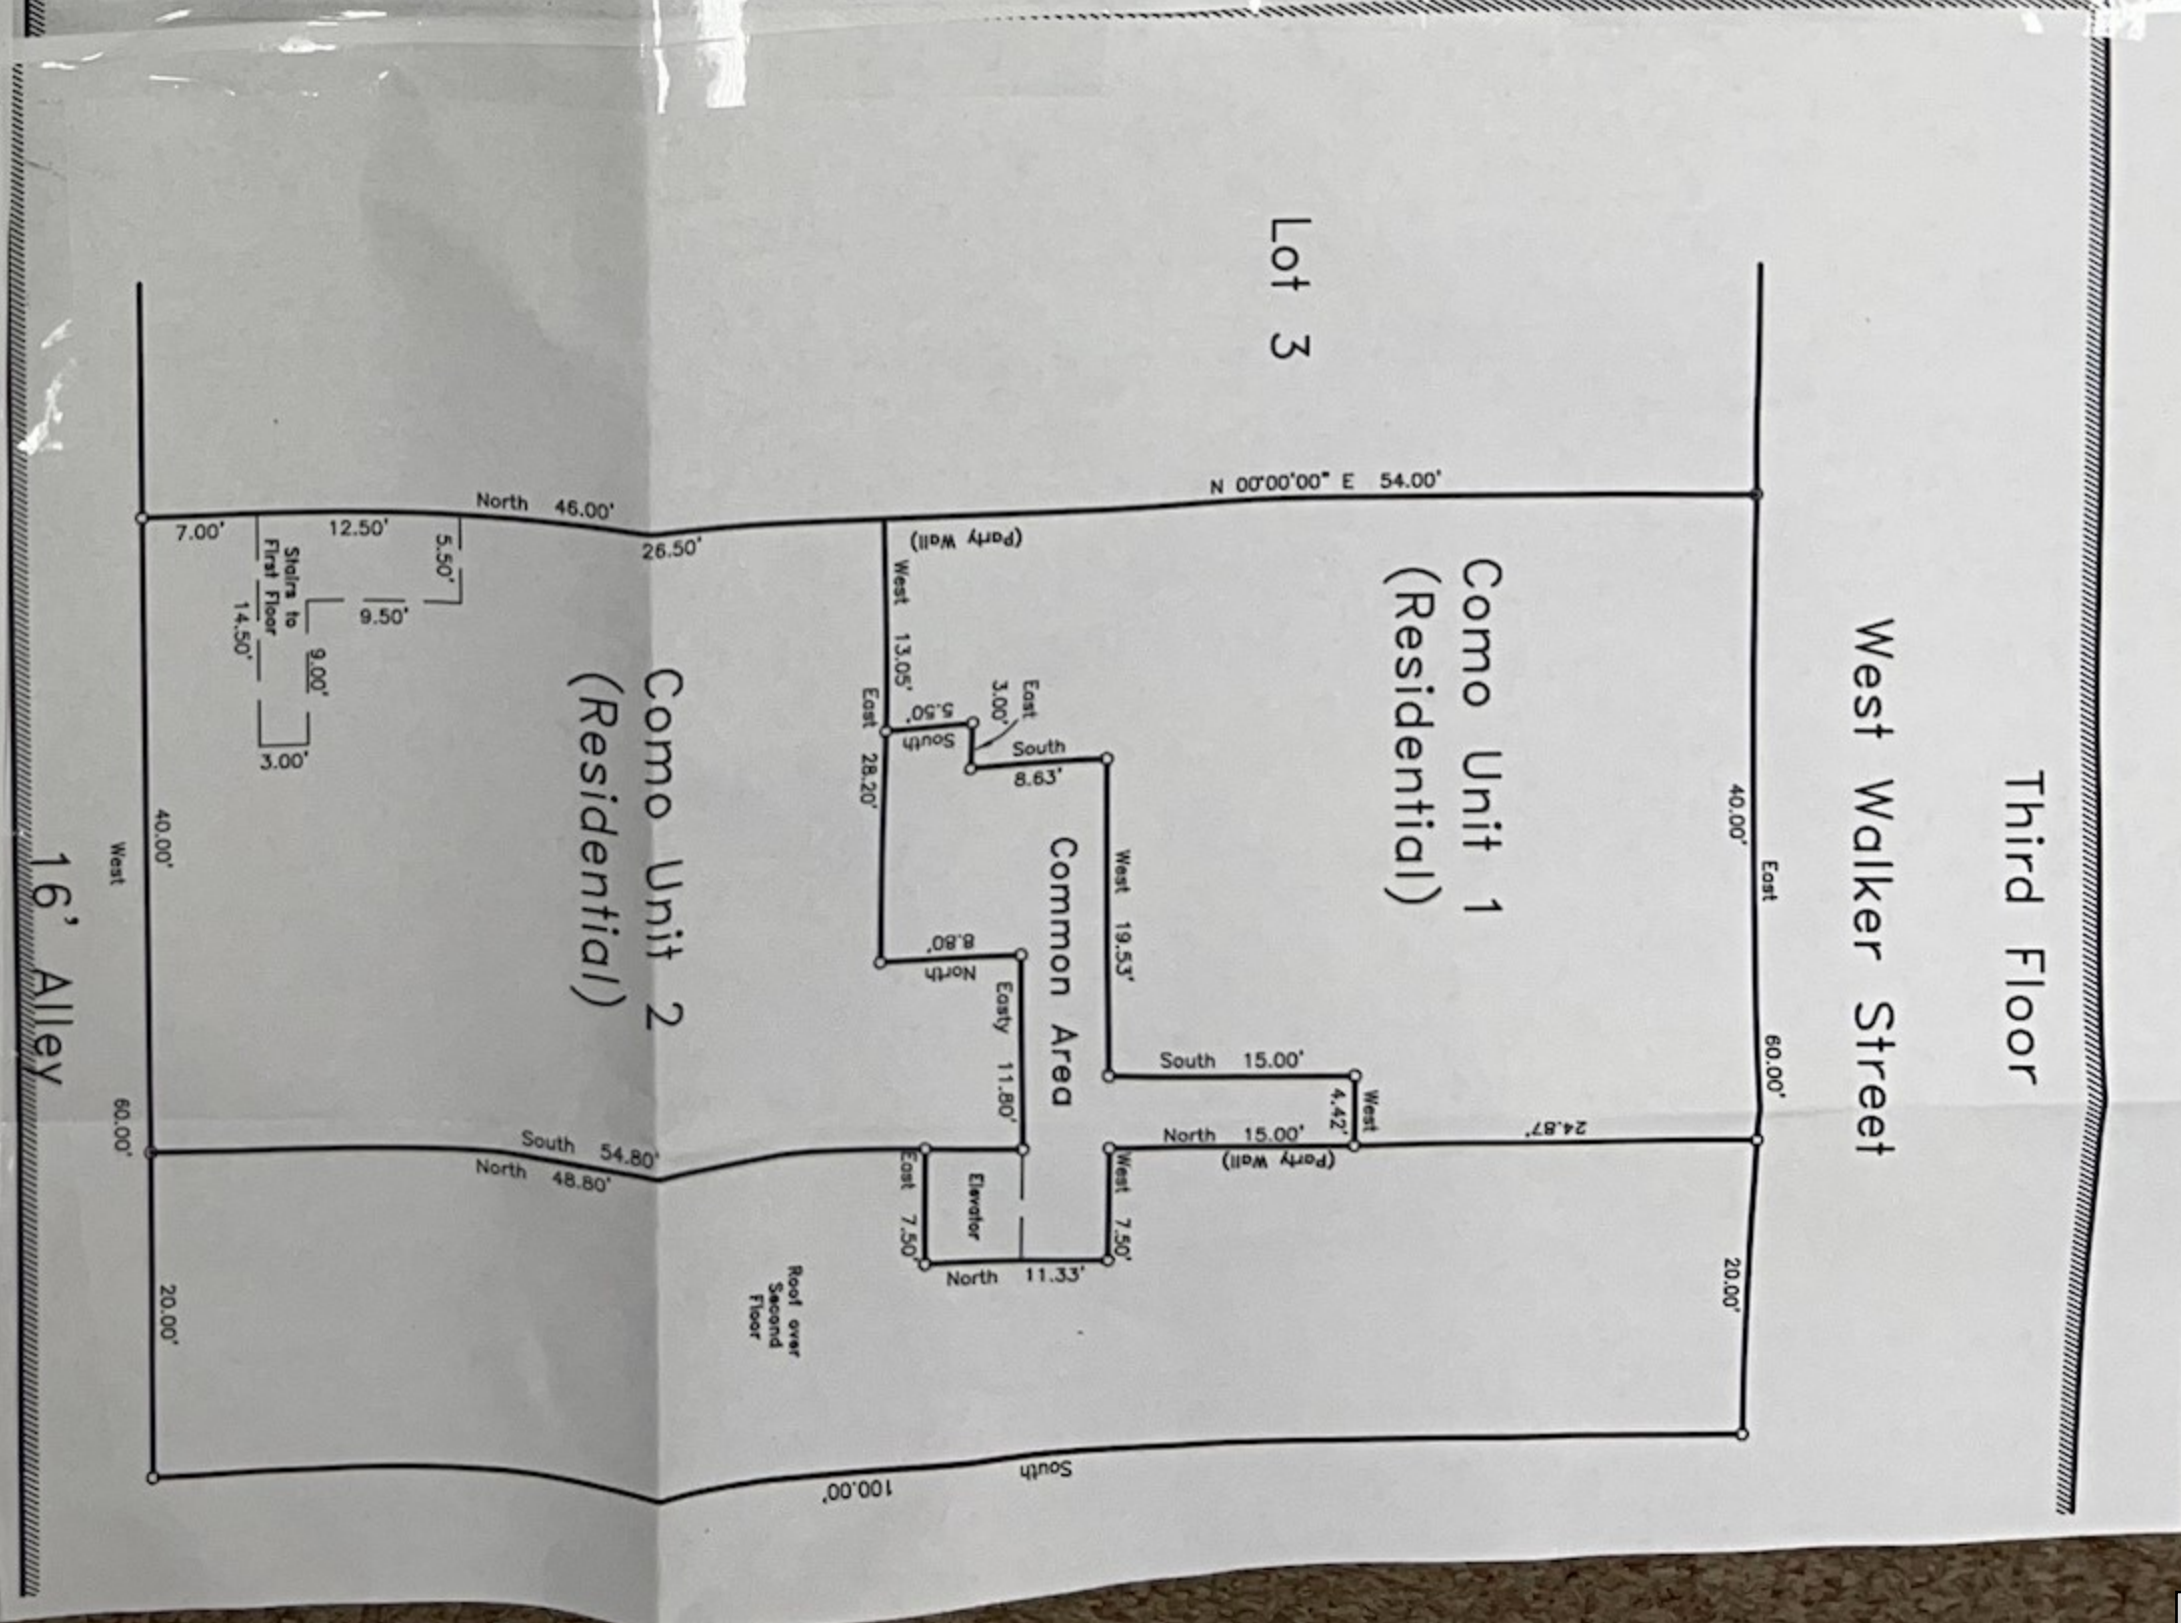 Third Floor
West Walker Street
East
60.00'
40.00'
20.00'
Lot 3
N 00°00'00" E 54.00'
Como Unit 1
(Residential)
24.87'
West
4.42'
South 15.00'
North 15.00'
(Party Wall)
West 19.53'
West 7.50'
(Party Wall)
East
3.00'
South
8.63'
Common Area
5.50'
South
West 13.05'
East 28.20'
8.80'
North
Easty 11.80'
Elevator
East 7.50'
North 11.33'
South
100.00'
Roof over
Second
Floor
North 46.00'
26.50'
Como Unit 2
(Residential)
South 54.80'
North 48.80'
5.50'
12.50'
9.50'
9.00'
Stairs to
First Floor
14.50'
3.00'
7.00'
40.00'
20.00'
West
60.00'
16' Alley